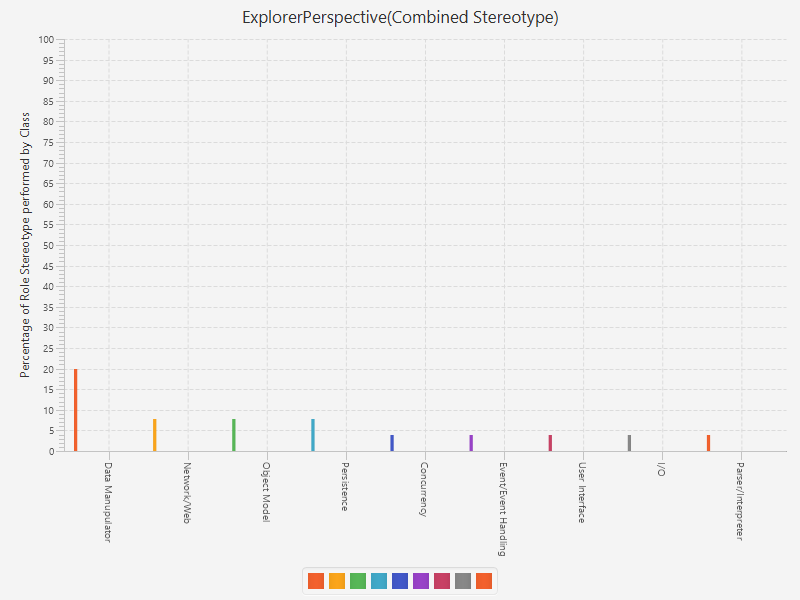 ExplorerPerspective(Combined Stereotype)
Percentage of Role Stereotype performed by Class
100
95
90
85
80
75
70
65
60
55
50
45
40
35
30
25
20
15
10
5
0
Data Manupulator
Network/Web
Object Model
Persistence
Concurrency
Event/Event Handling
User Interface
I/O
Parser/Interpreter